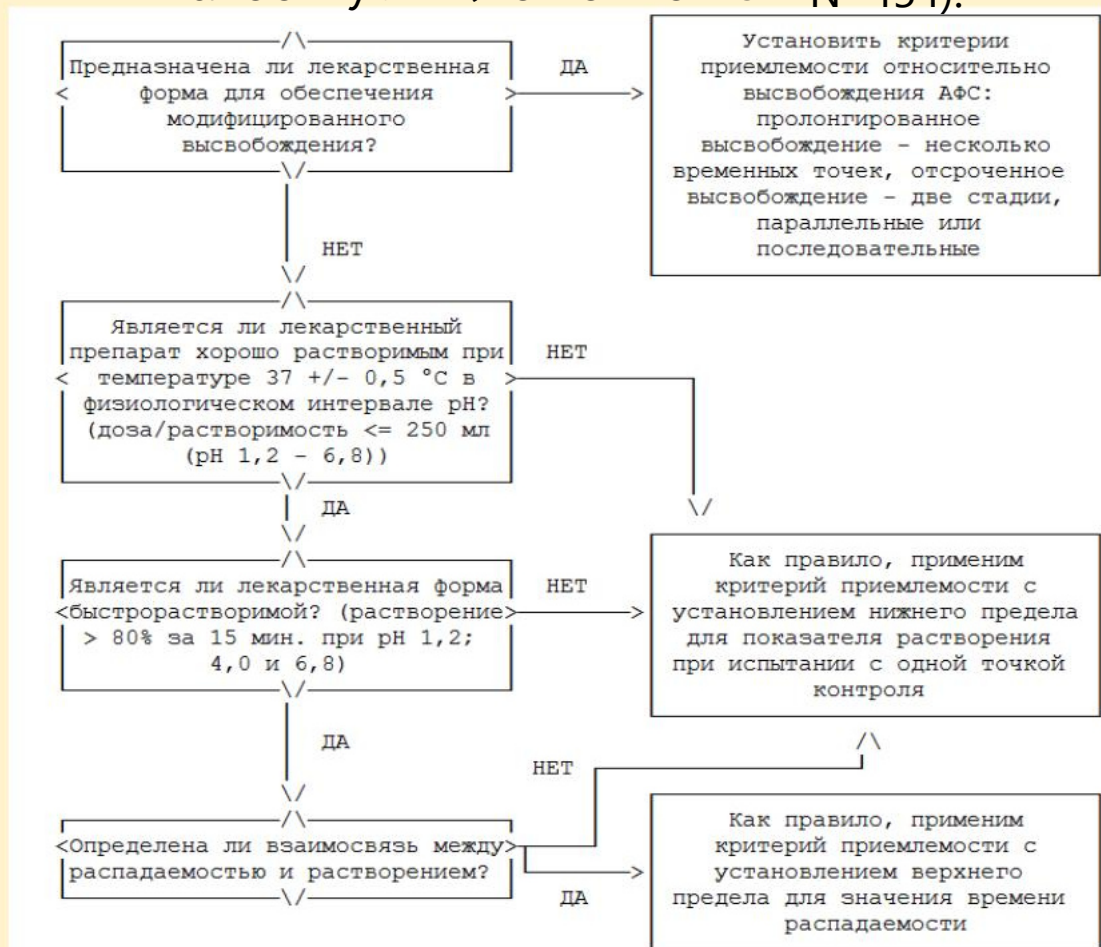 Предназначена ли лекарственная
форма для обеспечения
модифицированного
высвобождения?
ДА
Установить критерии
приемлемости относительно
высвобождения АФС:
пролонгированное
высвобождение - несколько
временных точек, отсроченное
высвобождение - две стадии,
параллельные или
последовательные
НЕТ
Является ли лекарственный
препарат хорошо растворимым при
температуре 37 +/- 0,5 °C в
физиологическом интервале pH?
(доза/растворимость <= 250 мл
(pH 1,2 - 6,8))
НЕТ
ДА
Является ли лекарственная форма
быстрорастворимой? (растворение
> 80% за 15 мин. при pH 1,2;
4,0 и 6,8)
НЕТ
Как правило, применим
критерий приемлемости с
установлением нижнего предела
для показателя растворения
при испытании с одной точкой
контроля
ДА
НЕТ
Определена ли взаимосвязь между
распадаемостью и растворением?
ДА
Как правило, применим
критерий приемлемости с
установлением верхнего
предела для значения времени
распадаемости